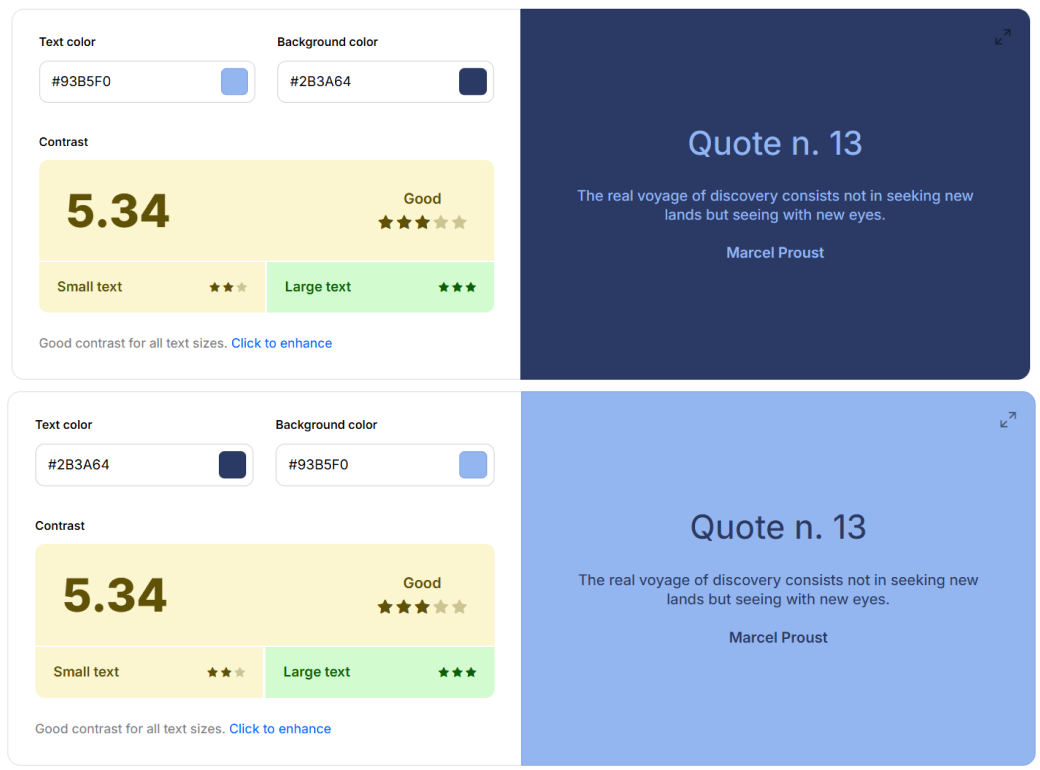 Text color
Background color
#93B5F0
#2B3A64
Contrast
5.34
Good
Small text
Large text
Good contrast for all text sizes. Click to enhance
Quote n. 13
The real voyage of discovery consists not in seeking new
lands but seeing with new eyes.
Marcel Proust
Text color
Background color
#2B3A64
#93B5F0
Contrast
5.34
Good
Small text
Large text
Good contrast for all text sizes. Click to enhance
Quote n. 13
The real voyage of discovery consists not in seeking new
lands but seeing with new eyes.
Marcel Proust